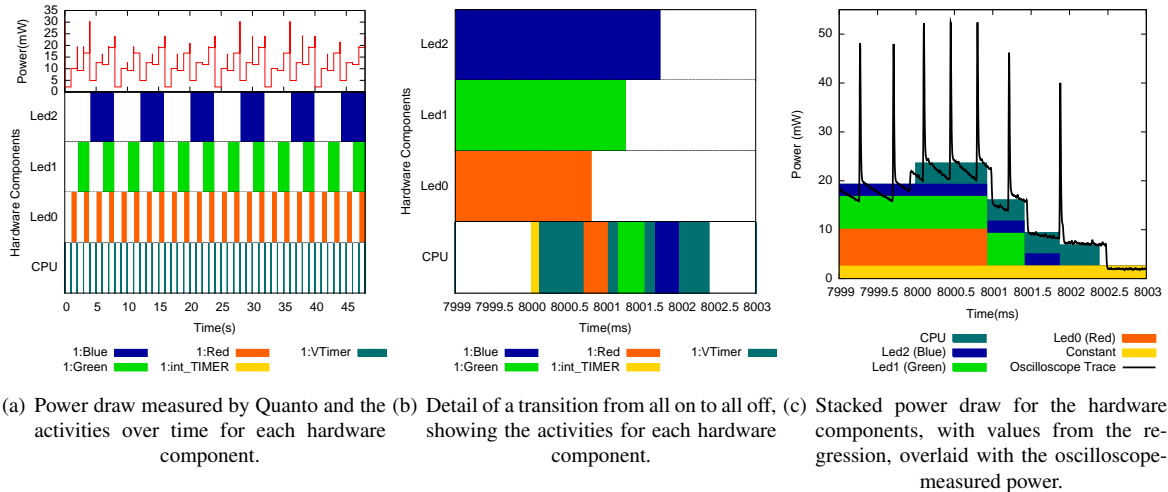 35
30
25
20
15
10
5
0
Power(mW)
Led2
Led1
Led0
CPU
Hardware Components
0 5 10 15 20 25 30 35 40 45
Time(s)
1:Blue 1:Red 1:VTimer
1:Green 1:int_TIMER
(a) Power draw measured by Quanto and the
activities over time for each hardware
component.
Led2
Led1
Led0
CPU
Hardware Components
7999 7999.5 8000 8000.5 8001 8001.5 8002 8002.5 8003
Time(ms)
1:Blue 1:Red 1:VTimer
1:Green 1:int_TIMER
(b) Detail of a transition from all on to all off,
showing the activities for each hardware
component.
50
40
30
20
10
0
Power (mW)
7999 7999.5 8000 8000.5 8001 8001.5 8002 8002.5 8003
Time(ms)
CPU Led0 (Red)
Led2 (Blue) Constant
Led1 (Green) Oscilloscope Trace
(c) Stacked power draw for the hardware
components, with values from the re-
gression, overlaid with the oscilloscope-
measured power.